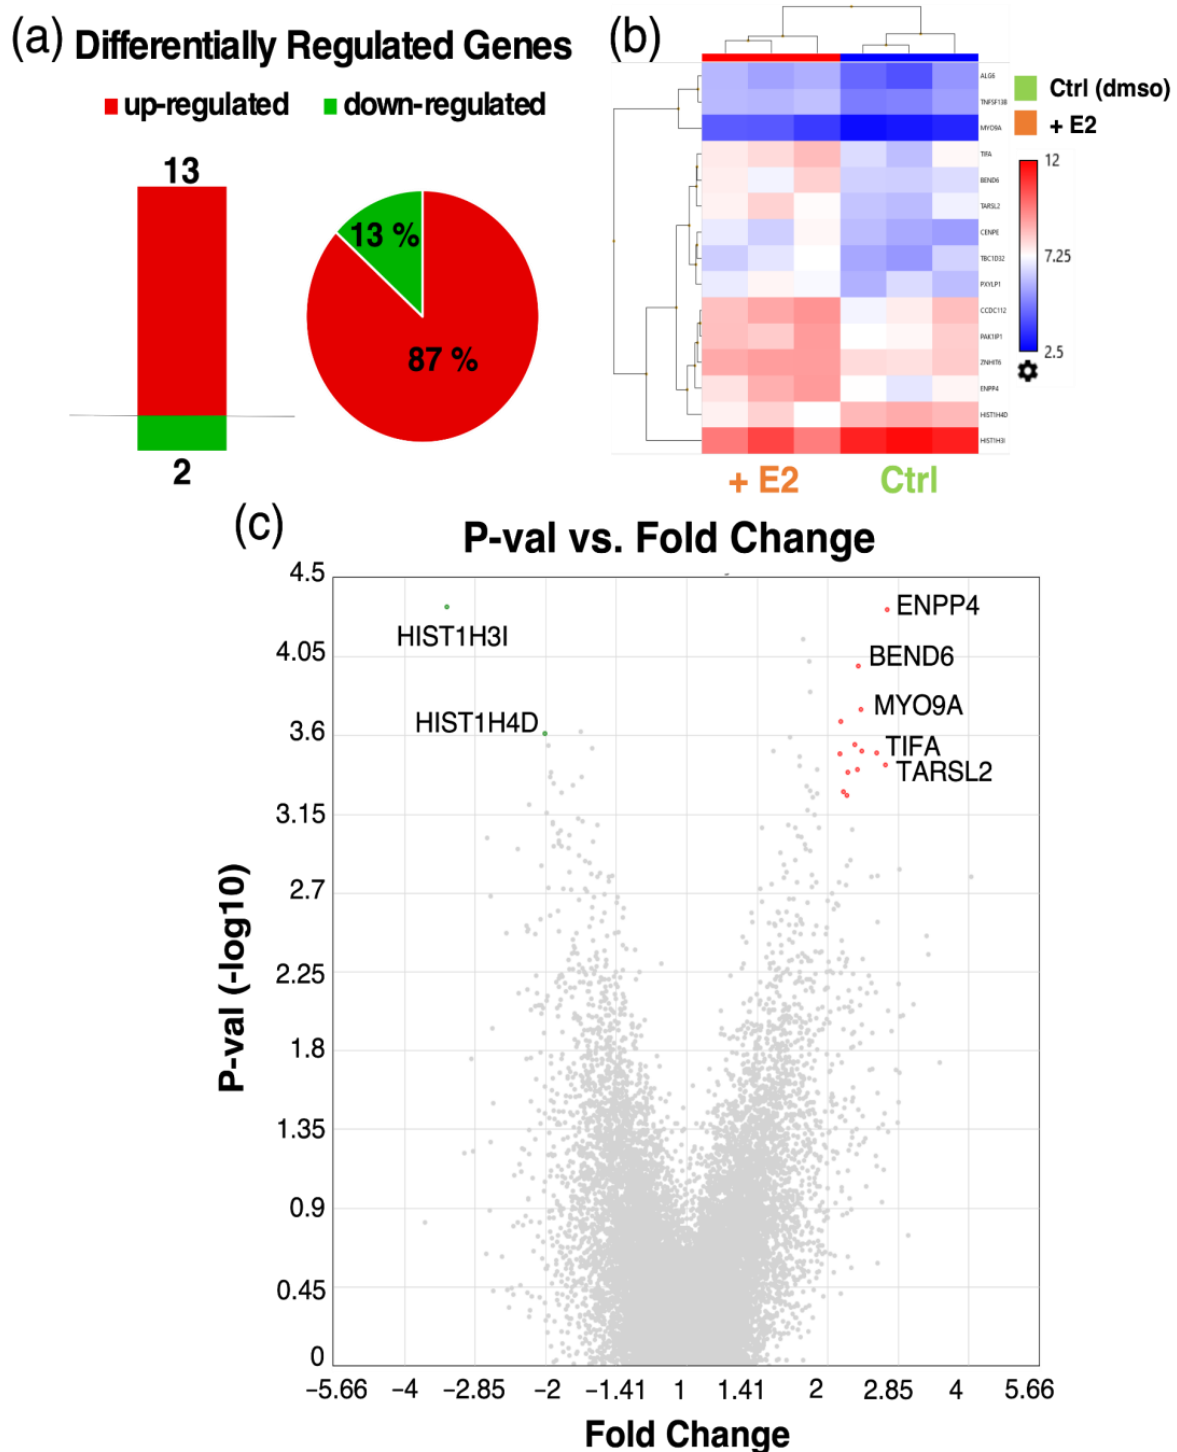 (a) Differentially Regulated Genes
up-regulated down-regulated
13
13 %
87 %
2
(b)
ALG6
TNFSF13B
MYO9A
TIFA
BEND6
TARSL2
CENPE
TBC1D32
PXYLP1
CCDC112
PAK1IP1
ZNHIT6
ENPP4
HIST1H4D
HIST1H3I
Ctrl (dmso)
+ E2
12
7.25
2.5
+ E2 Ctrl
(c)
P-val vs. Fold Change
P-val (-log10)
4.5
4.05
3.6
3.15
2.7
2.25
1.8
1.35
0.9
0.45
0
HIST1H3I
HIST1H4D
ENPP4
BEND6
MYO9A
TIFA
TARSL2
−5.66 −4 −2.85 −2 −1.41 1 1.41 2 2.85 4 5.66
Fold Change